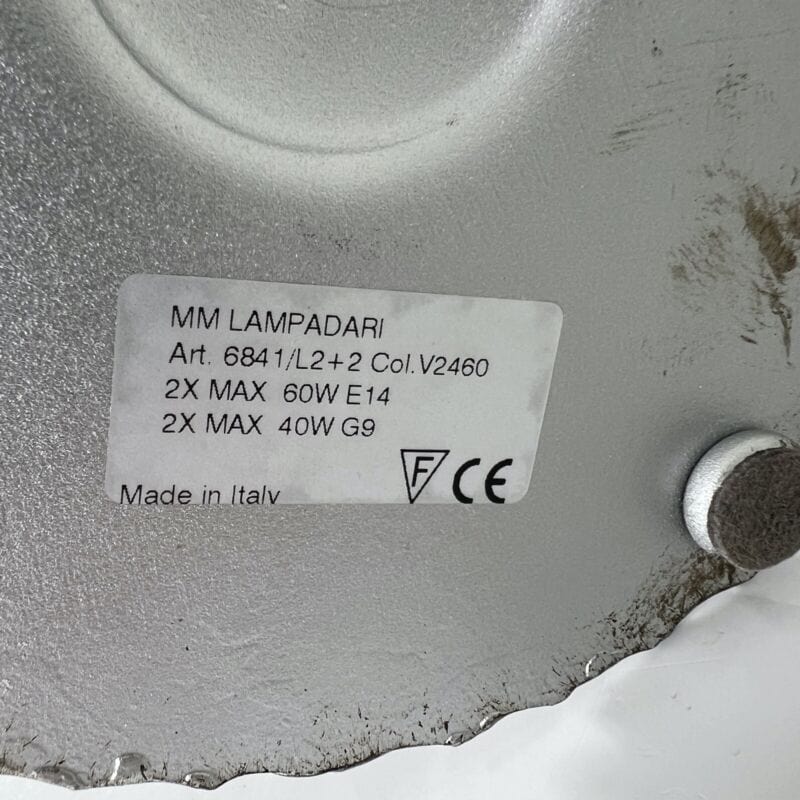 MM LAMPADARI
Art. 6841/L2+2 Col.V2460
2X MAX 60W E14
2X MAX 40W G9
F CE
Made in Italy